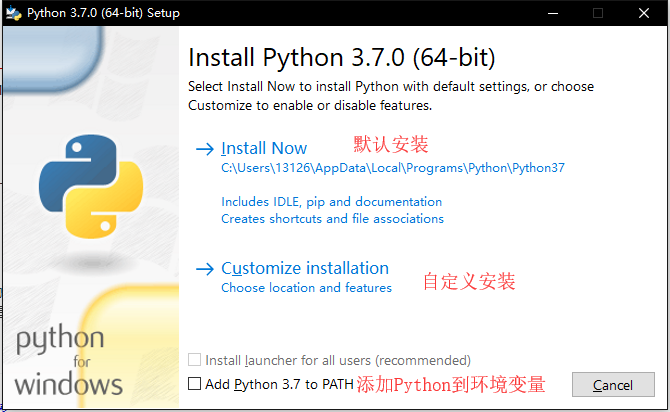 Python 3.7.0 (64-bit) Setup
Install Python 3.7.0 (64-bit)
Select Install Now to install Python with default settings, or choose
Customize to enable or disable features.
Install Now 默认安装
C:\Users\13126\AppData\Local\Programs\Python\Python37
Includes IDLE, pip and documentation
Creates shortcuts and file associations
Customize installation 自定义安装
Choose location and features
python
for
windows
Install launcher for all users (recommended)
Add Python 3.7 to PATH 添加Python到环境变量
Cancel